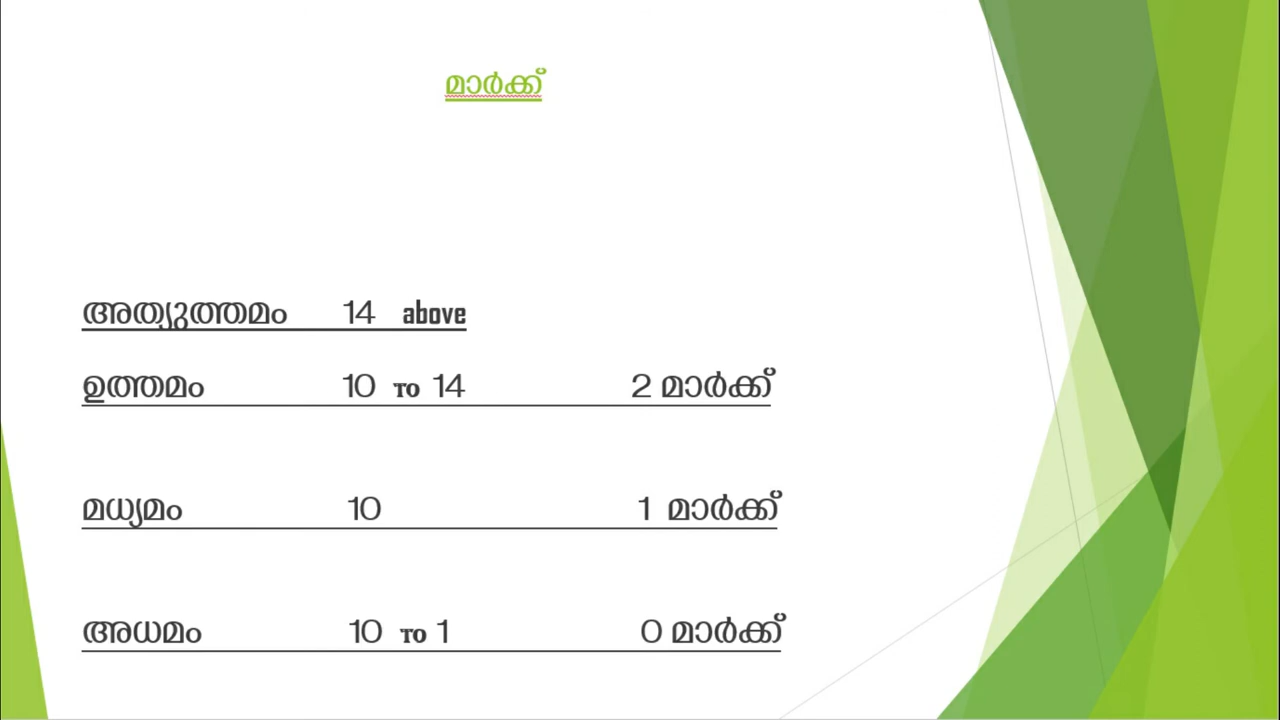 മാർക്ക്
അത്യുത്തമം 14 above
ഉത്തമം 10 TO 14 2 മാർക്ക്
മധ്യമം 10 1 മാർക്ക്
അധമം 10 TO 1 0 മാർക്ക്